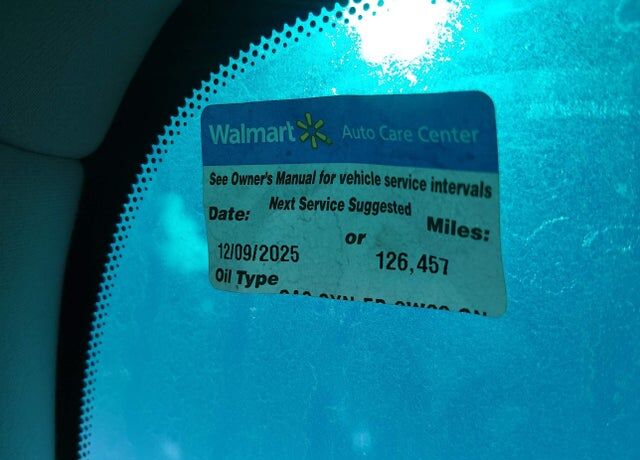 Walmart Auto Care Center
See Owner's Manual for vehicle service intervals
Next Service Suggested
Date: or Miles:
12/09/2025 126,457
Oil Type